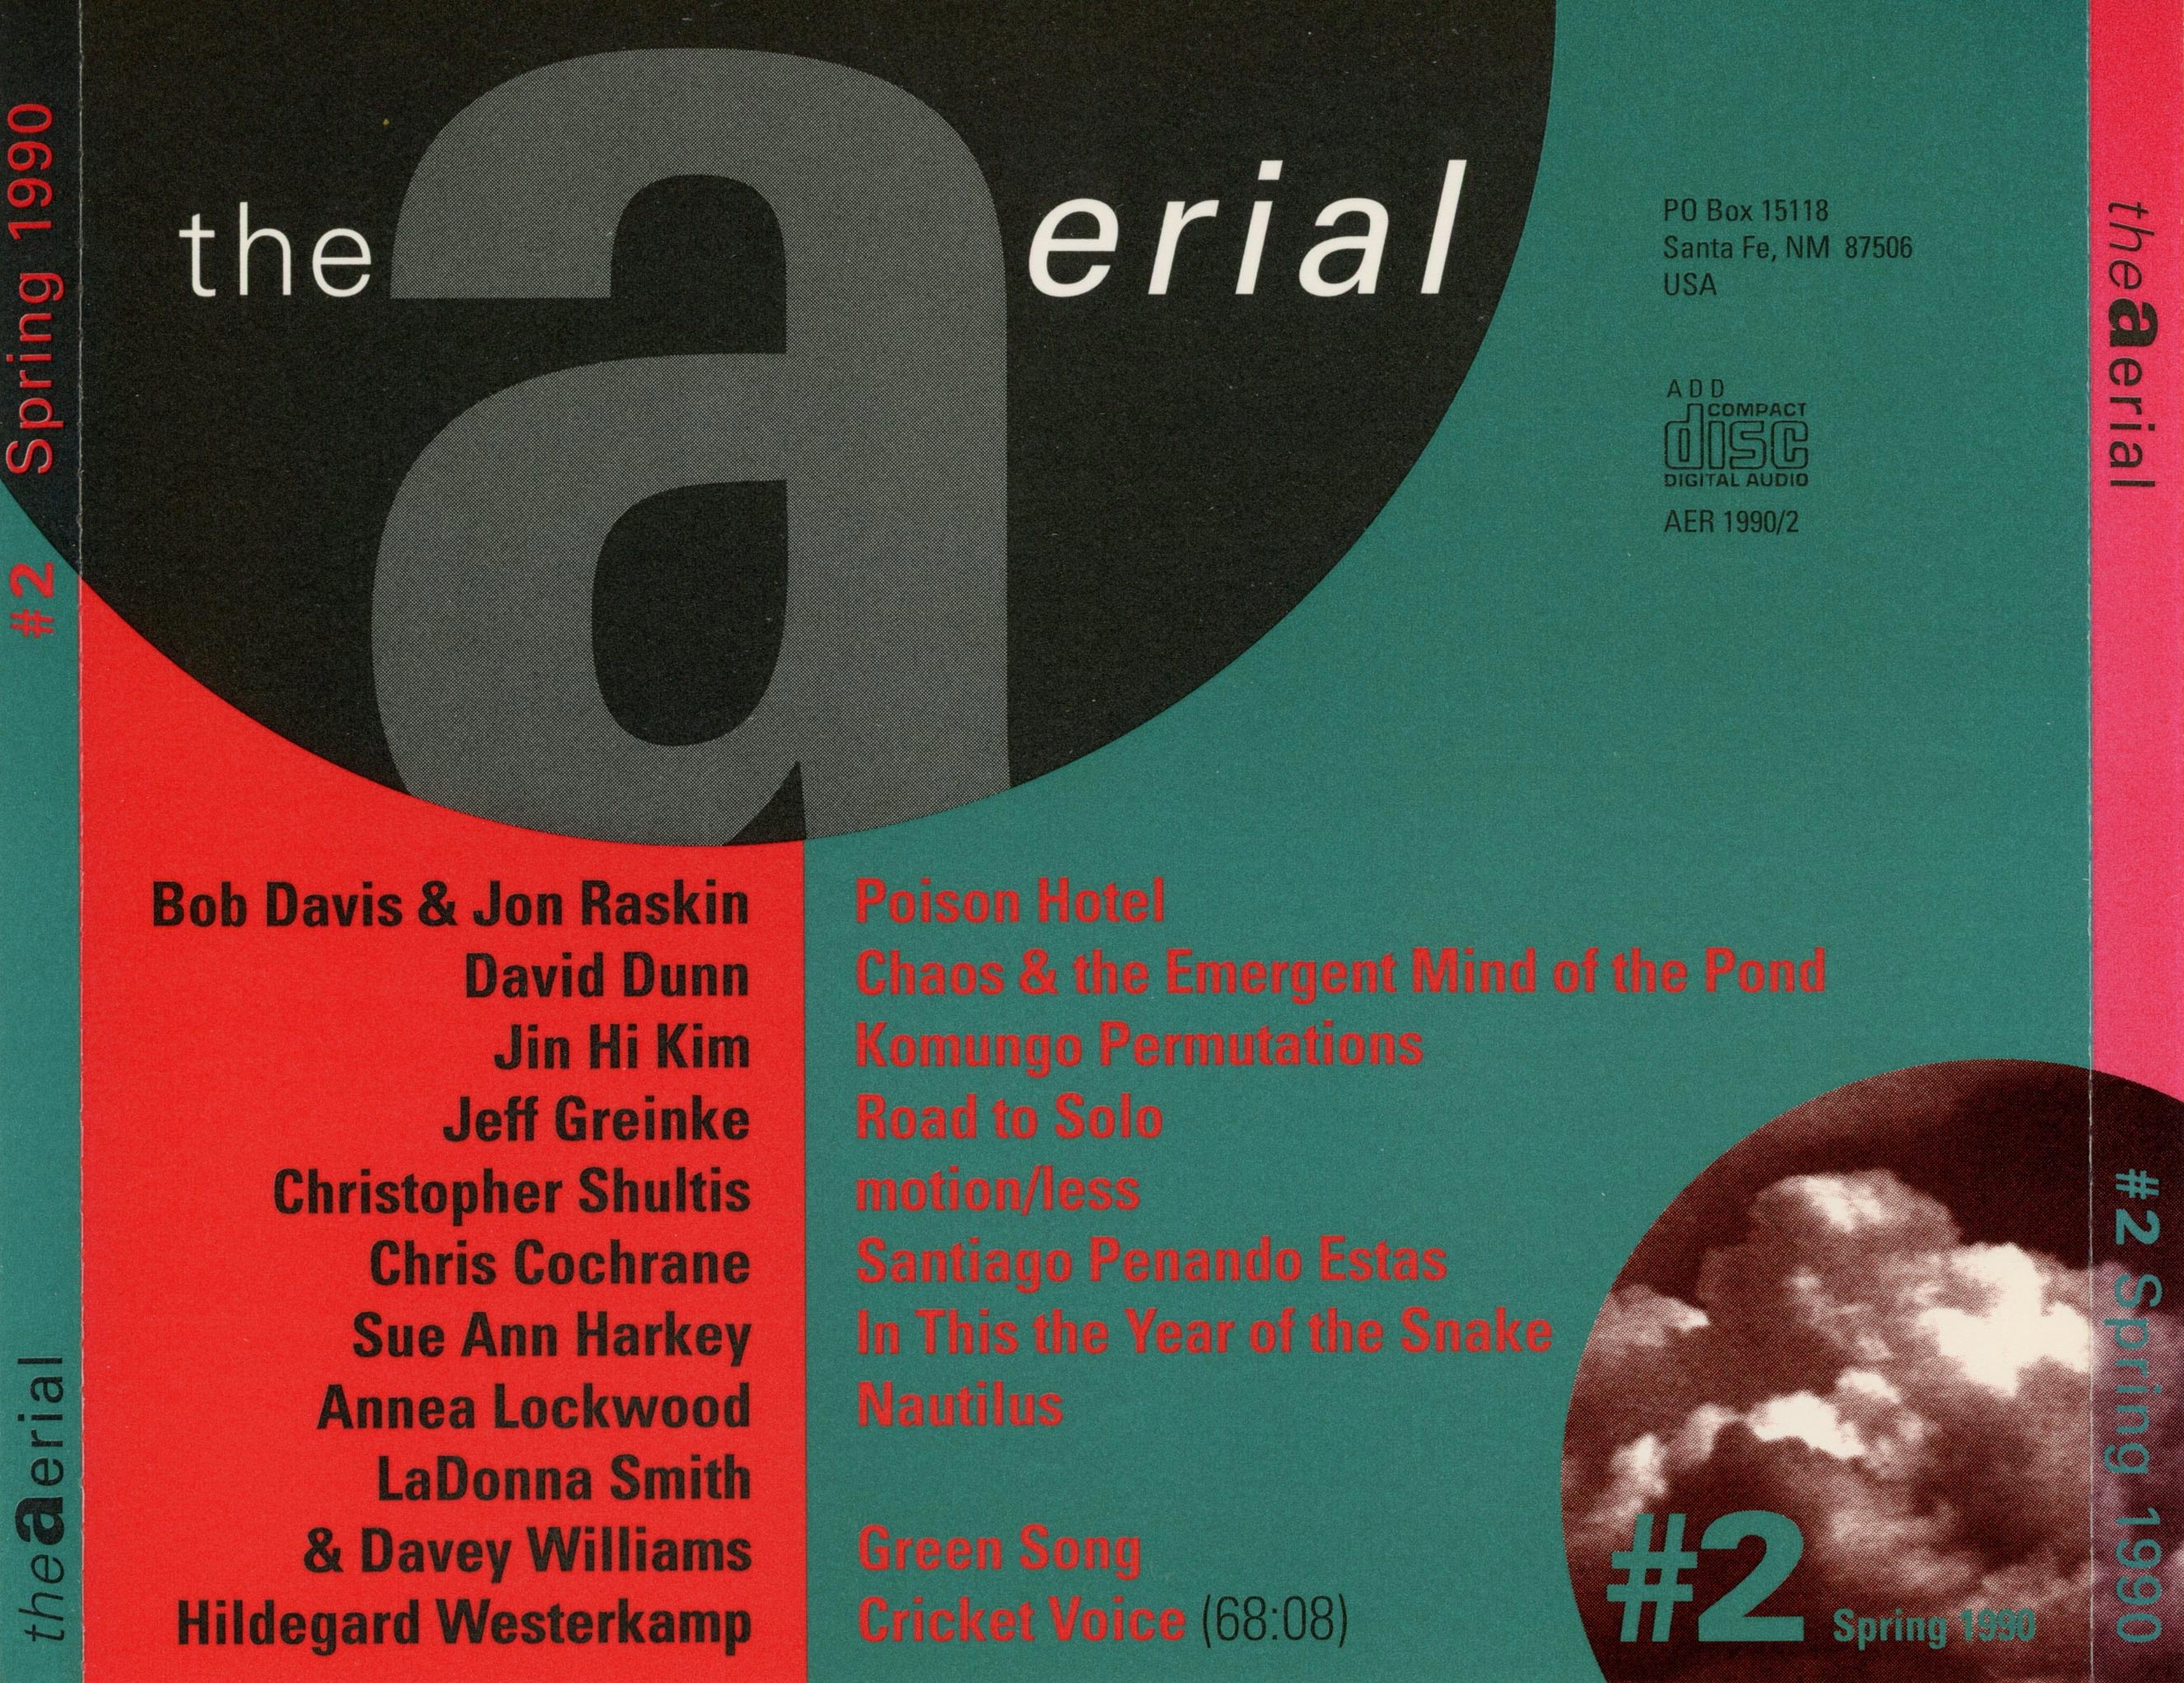 #2 Spring 1990
the aerial
the aerial
PO Box 15118
Santa Fe, NM 87506
USA
ADD
COMPACT
disc
DIGITAL AUDIO
AER 1990/2
Bob Davis & Jon Raskin Poison Hotel
David Dunn Chaos & the Emergent Mind of the Pond
Jin Hi Kim Komungo Permutations
Jeff Greinke Road to Solo
Christopher Shultis motion/less
Chris Cochrane Santiago Penando Estas
Sue Ann Harkey In This the Year of the Snake
Annea Lockwood Nautilus
LaDonna Smith
& Davey Williams Green Song
Hildegard Westerkamp Cricket Voice (68:08)
#2 Spring 1990
the aerial
#2 Spring 1990